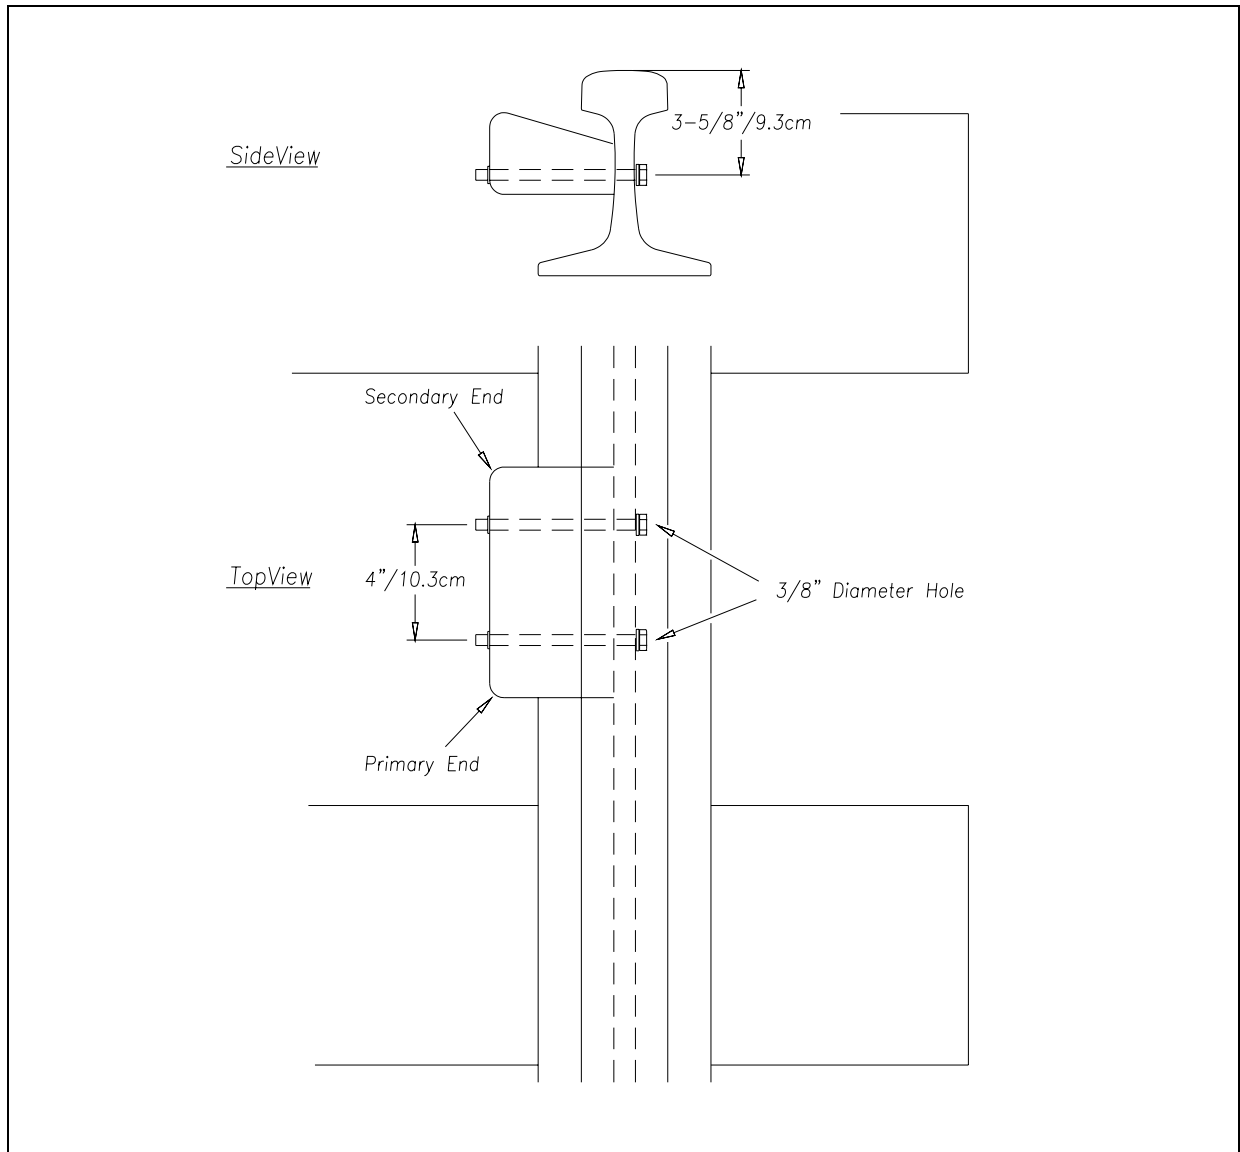 3-5/8”/9.3cm
SideView
Secondary End
TopView
4”/10.3cm
3/8” Diameter Hole
Primary End